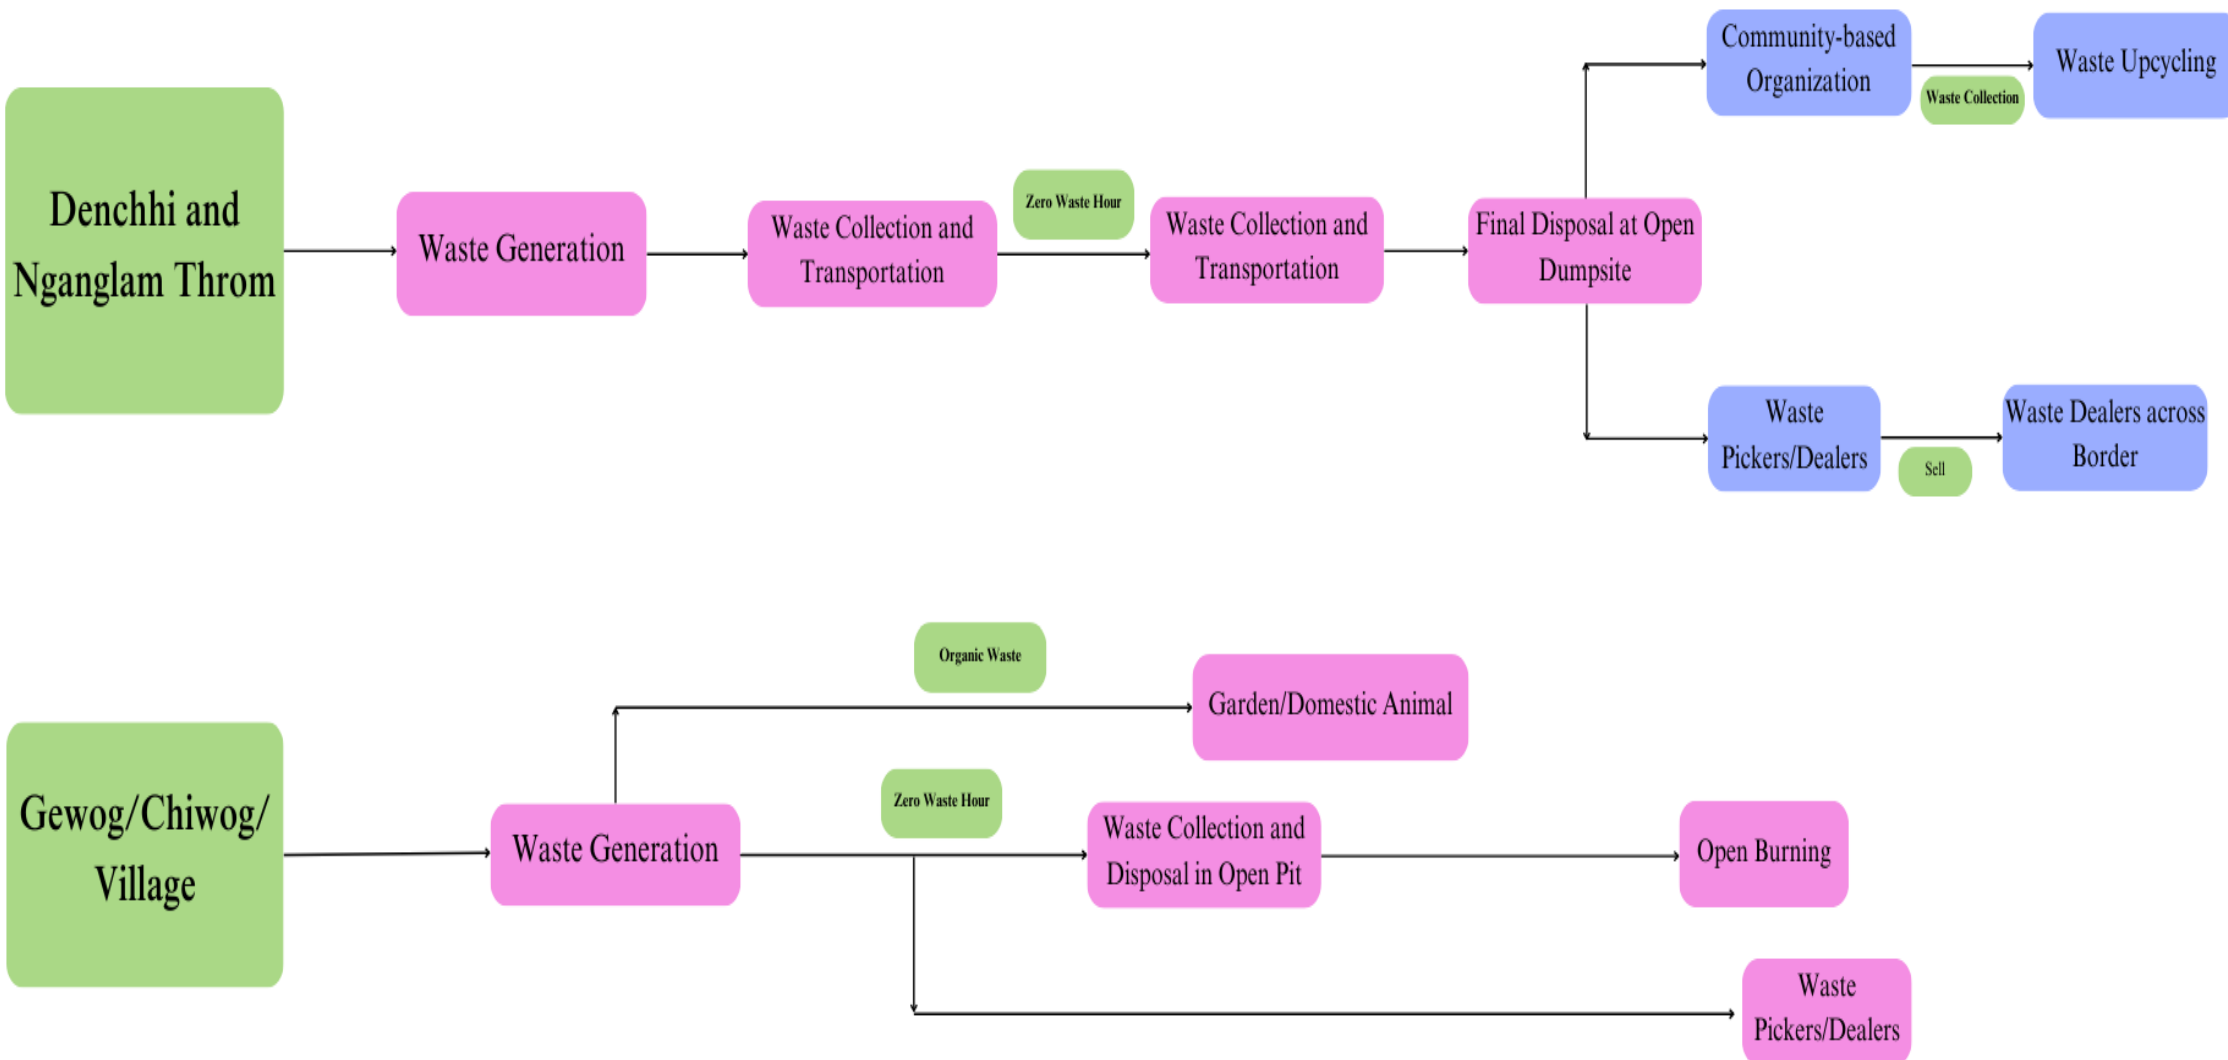 Denchhi and
Nganglam Throm
Waste Generation
Waste Collection and
Transportation
Zero Waste Hour
Waste Collection and
Transportation
Final Disposal at Open
Dumpsite
Community-based
Organization
Waste Collection
Waste Upcycling
Waste
Pickers/Dealers
Sell
Waste Dealers across
Border
Gewog/Chiwog/
Village
Waste Generation
Organic Waste
Garden/Domestic Animal
Zero Waste Hour
Waste Collection and
Disposal in Open Pit
Open Burning
Waste
Pickers/Dealers